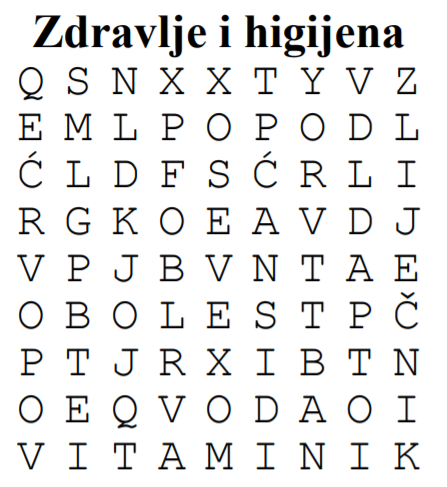 Zdravlje i higijena
Q S N X X T Y V Z
E M L P O P O D L
Ć L D F S Ć R L I
R G K O E A V D J
V P J B V N T A E
O B O L E S T P Č
P T J R X I B T N
O E Q V O D A O I
V I T A M I N I K